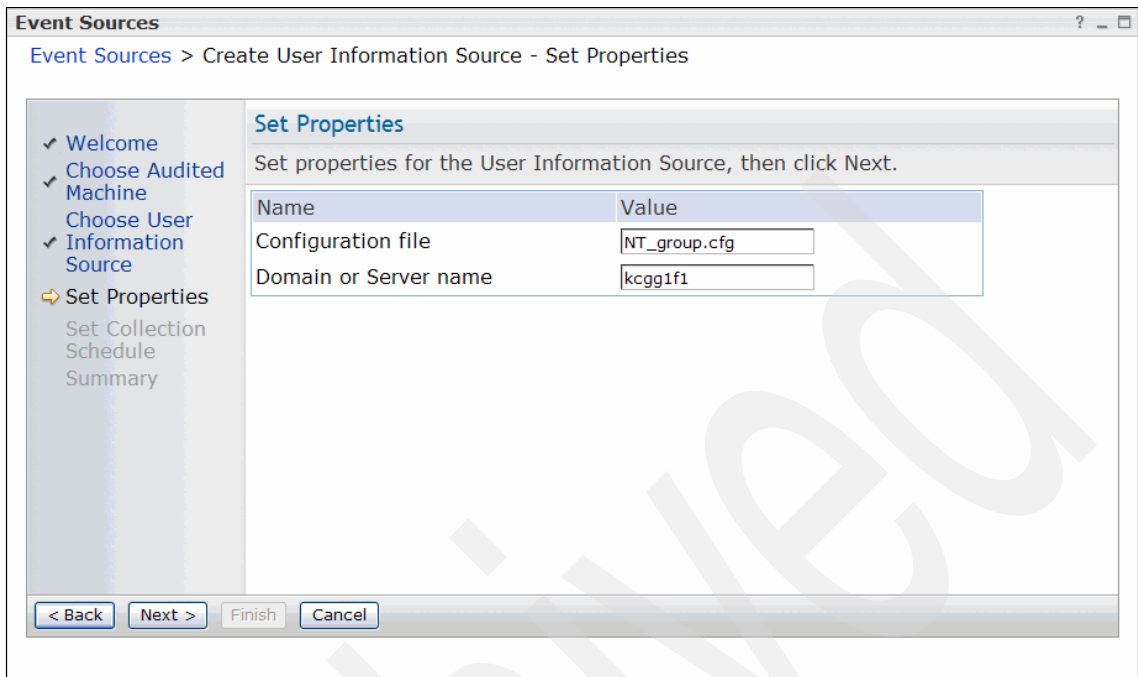 Event Sources
?
Event Sources > Create User Information Source - Set Properties
Welcome
Choose Audited
Machine
Choose User
Information
Source
Set Properties
Set Collection
Schedule
Summary
Set Properties
Set properties for the User Information Source, then click Next.
Name Value
Configuration file NT_group.cfg
Domain or Server name kcgg1f1
< Back Next > Finish Cancel